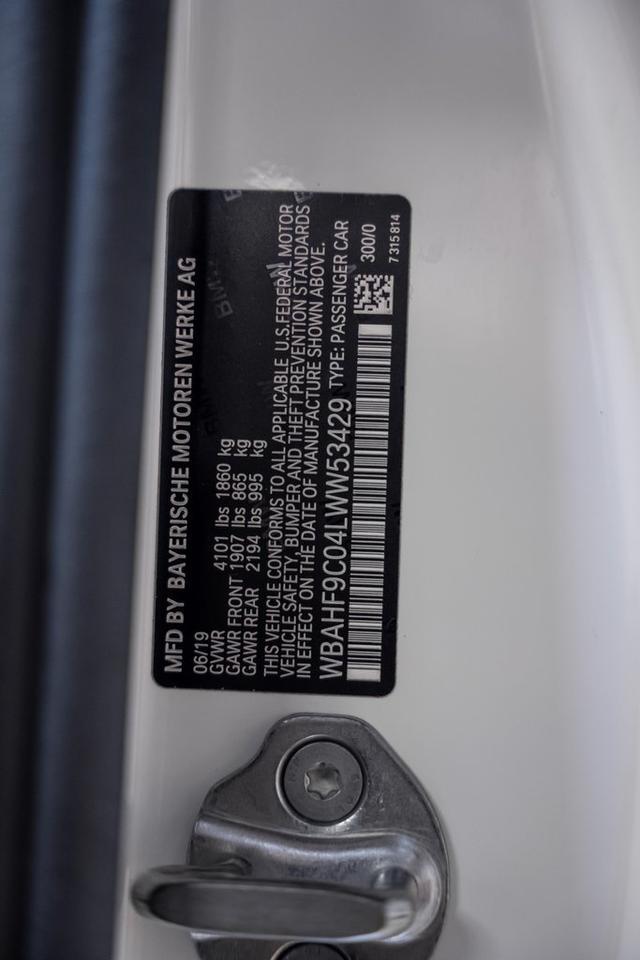 MFD BY BAYERISCHE MOTOREN WERKE AG
06/19
GVWR 4101 lbs 1860 kg
GAWR FRONT 1907 lbs 865 kg
GAWR REAR 2194 lbs 995 kg
THIS VEHICLE CONFORMS TO ALL APPLICABLE U.S.FEDERAL MOTOR
VEHICLE SAFETY, BUMPER AND THEFT PREVENTION STANDARDS
IN EFFECT ON THE DATE OF MANUFACTURE SHOWN ABOVE.
WBAHF9C04LWW53429 TYPE: PASSENGER CAR
300/0
7 315 814